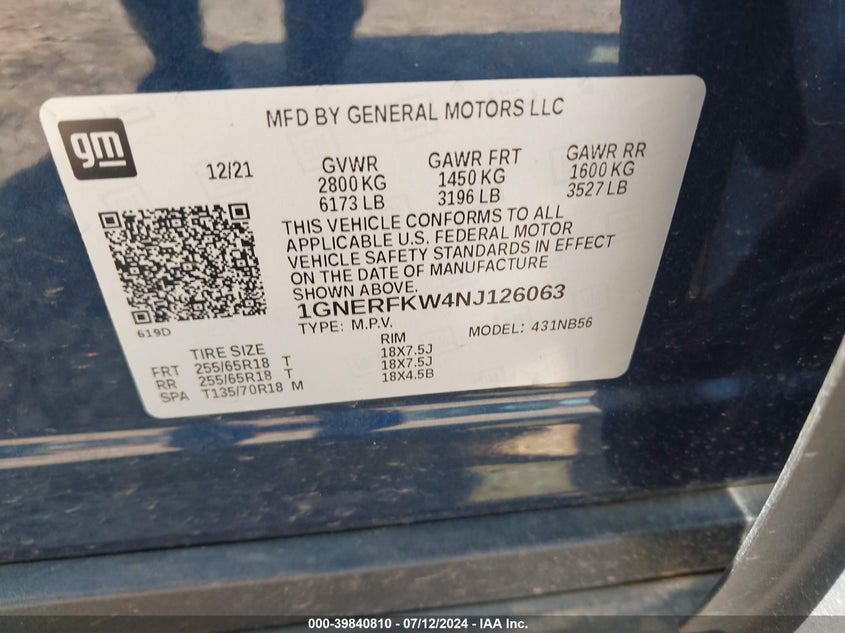 MFD BY GENERAL MOTORS LLC
gm
12/21 GVWR GAWR FRT GAWR RR
2800 KG 1450 KG 1600 KG
6173 LB 3196 LB 3527 LB
THIS VEHICLE CONFORMS TO ALL
APPLICABLE U.S. FEDERAL MOTOR
VEHICLE SAFETY STANDARDS IN EFFECT
ON THE DATE OF MANUFACTURE
SHOWN ABOVE.
1GNERFKW4NJ126063
619D
TYPE: M.P.V. MODEL: 431NB56
TIRE SIZE RIM
FRT 255/65R18 T 18X7.5J
RR 255/65R18 T 18X7.5J
SPA T135/70R18 M 18X4.5B
000-39840810 - 07/12/2024 - IAA Inc.